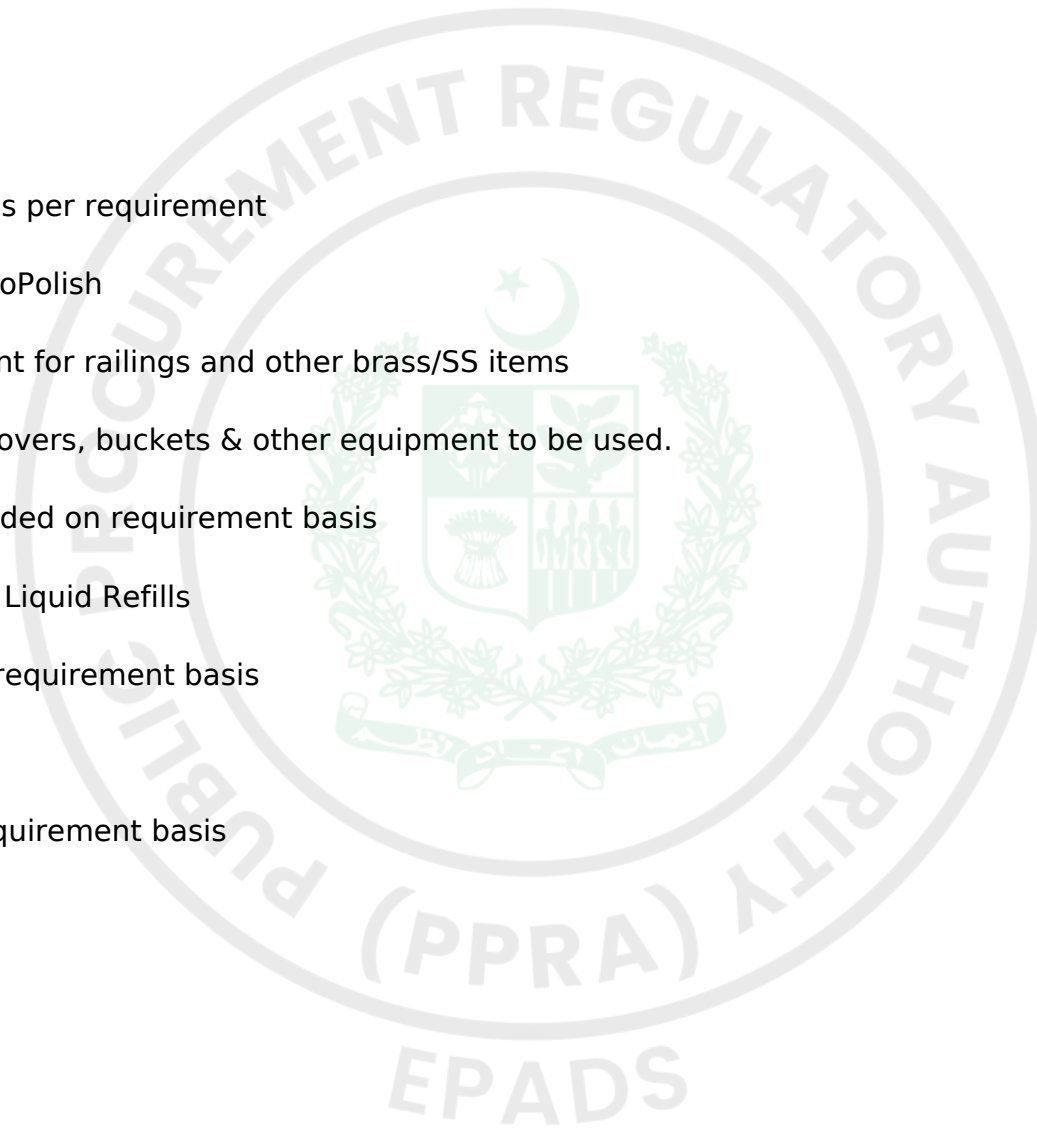 PUBLIC PROCUREMENT REGULATORY AUTHORITY
s per requirement
oPolish
nt for railings and other brass/SS items
overs, buckets & other equipment to be used.
ded on requirement basis
Liquid Refills
requirement basis
quirement basis
(PPRA)
EPADS